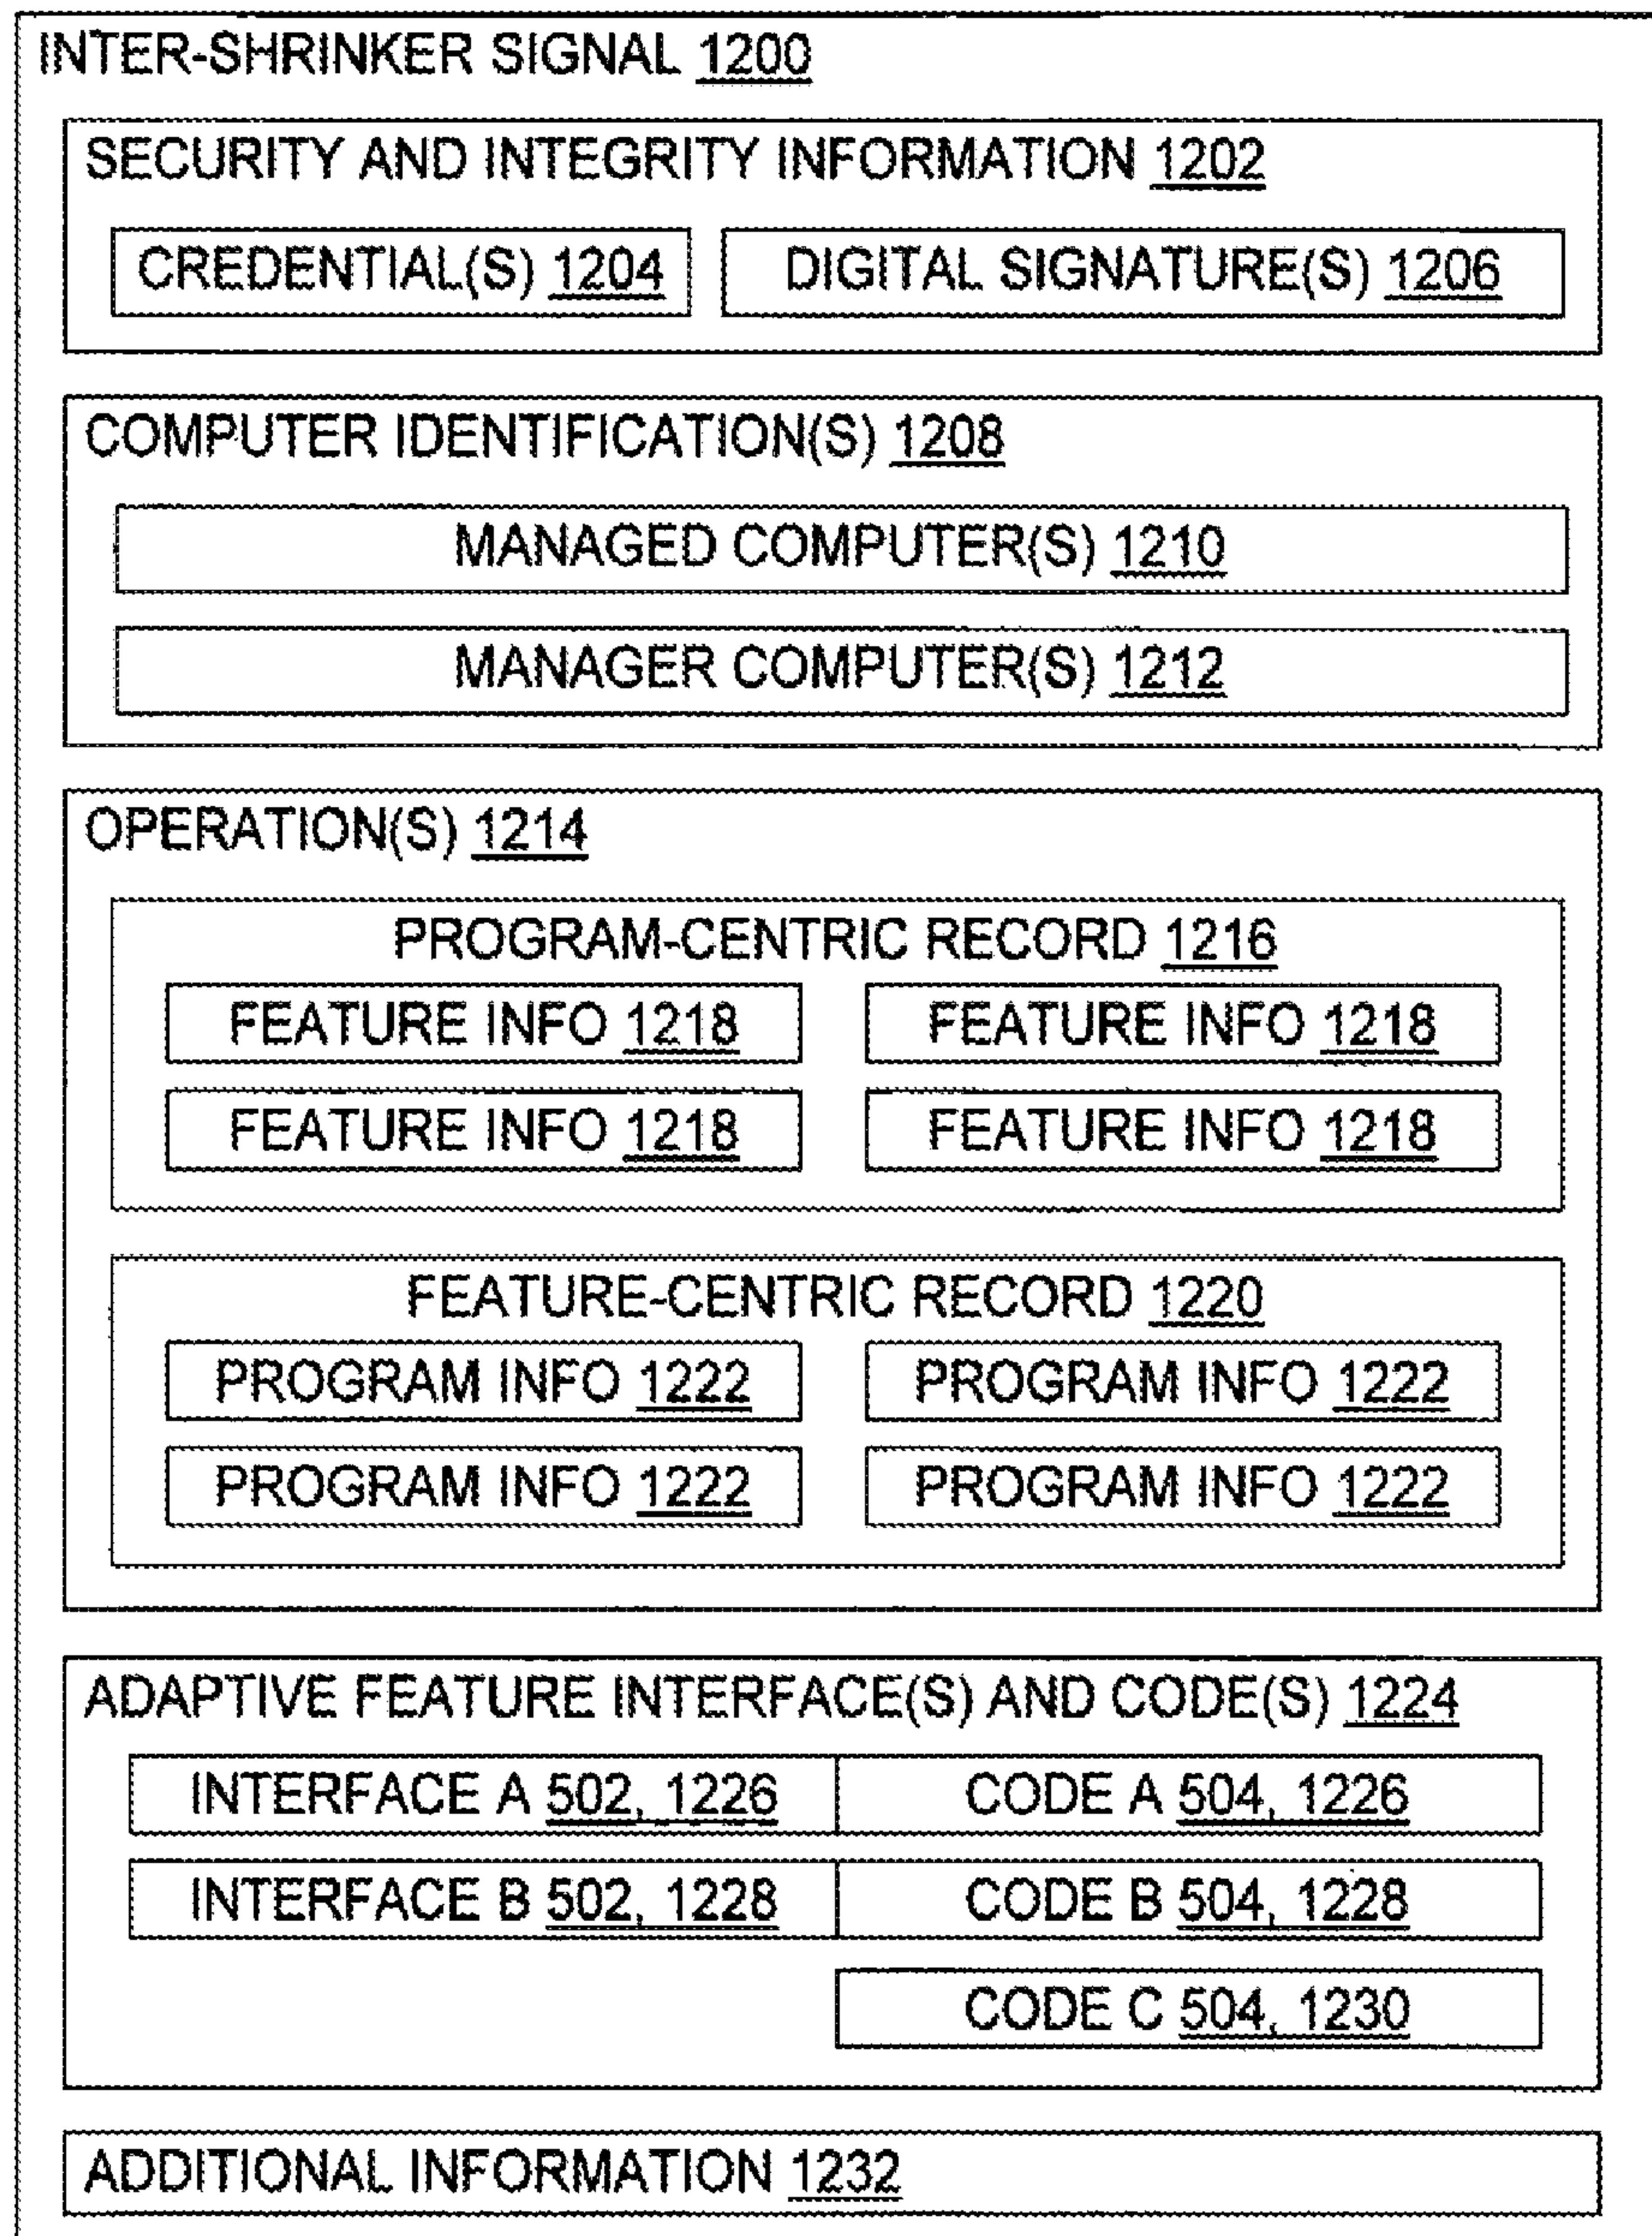 INTER-SHRINKER SIGNAL 1200
SECURITY AND INTEGRITY INFORMATION 1202
CREDENTIAL(S) 1204 DIGITAL SIGNATURE(S) 1206
COMPUTER IDENTIFICATION(S) 1208
MANAGED COMPUTER(S) 1210
MANAGER COMPUTER(S) 1212
OPERATION(S) 1214
PROGRAM-CENTRIC RECORD 1216
FEATURE INFO 1218 FEATURE INFO 1218
FEATURE INFO 1218 FEATURE INFO 1218
FEATURE-CENTRIC RECORD 1220
PROGRAM INFO 1222 PROGRAM INFO 1222
PROGRAM INFO 1222 PROGRAM INFO 1222
ADAPTIVE FEATURE INTERFACE(S) AND CODE(S) 1224
INTERFACE A 502, 1226 CODE A 504, 1226
INTERFACE B 502, 1228 CODE B 504, 1228
CODE C 504, 1230
ADDITIONAL INFORMATION 1232